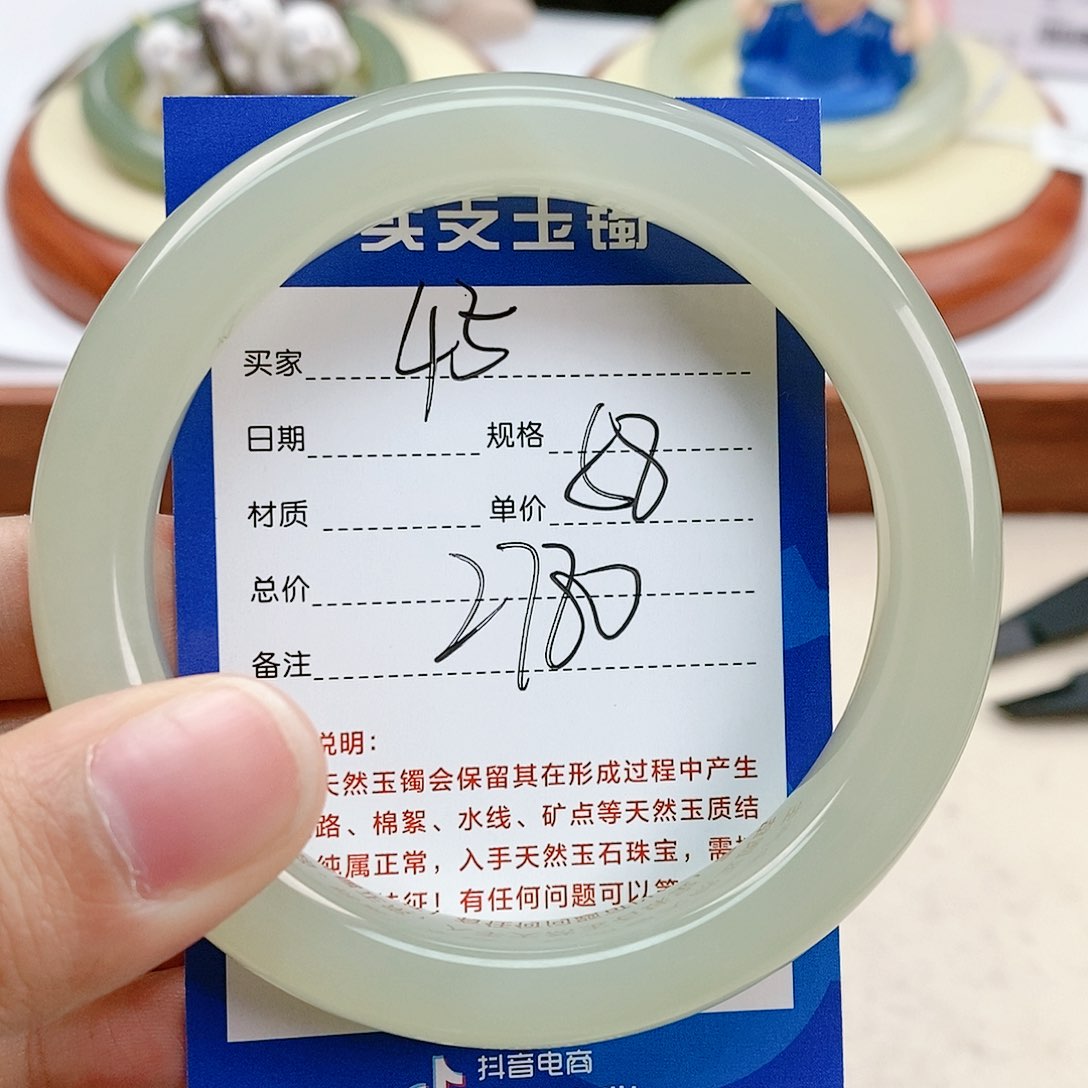 支玉镯
买家 45
日期 规格
材质 单价
68
总价 2780
备注
说明：
天然玉镯会保留其在形成过程中产生
路、棉絮、水线、矿点等天然玉质结
纯属正常，入手天然玉石珠宝，需
征！有任何问题可以
抖音电商